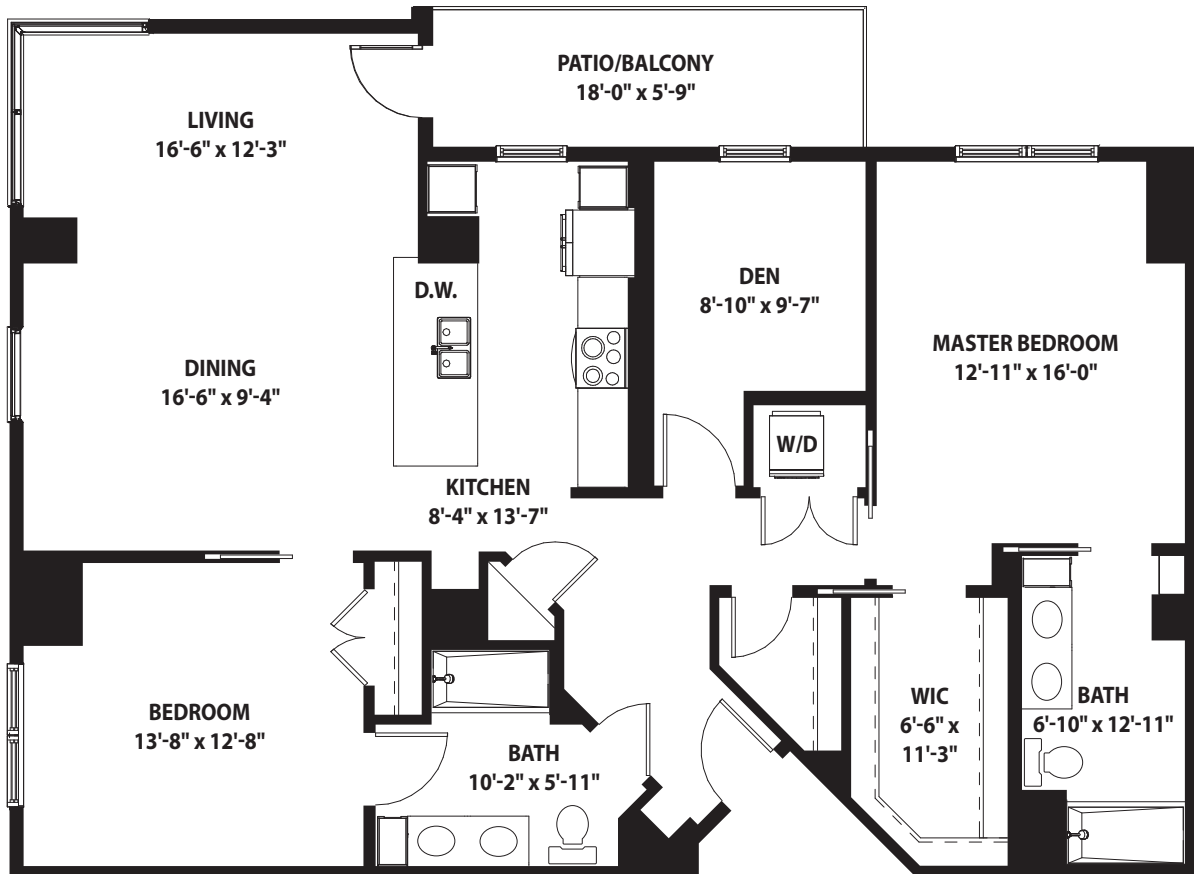 PATIO/BALCONY
18'-0" x 5'-9"
LIVING
16'-6" x 12'-3"
DEN
8'-10" x 9'-7"
D.W.
MASTER BEDROOM
12'-11" x 16'-0"
DINING
16'-6" x 9'-4"
W/D
KITCHEN
8'-4" x 13'-7"
BEDROOM
13'-8" x 12'-8"
BATH
10'-2" x 5'-11"
WIC
6'-6" x
11'-3"
BATH
6'-10" x 12'-11"